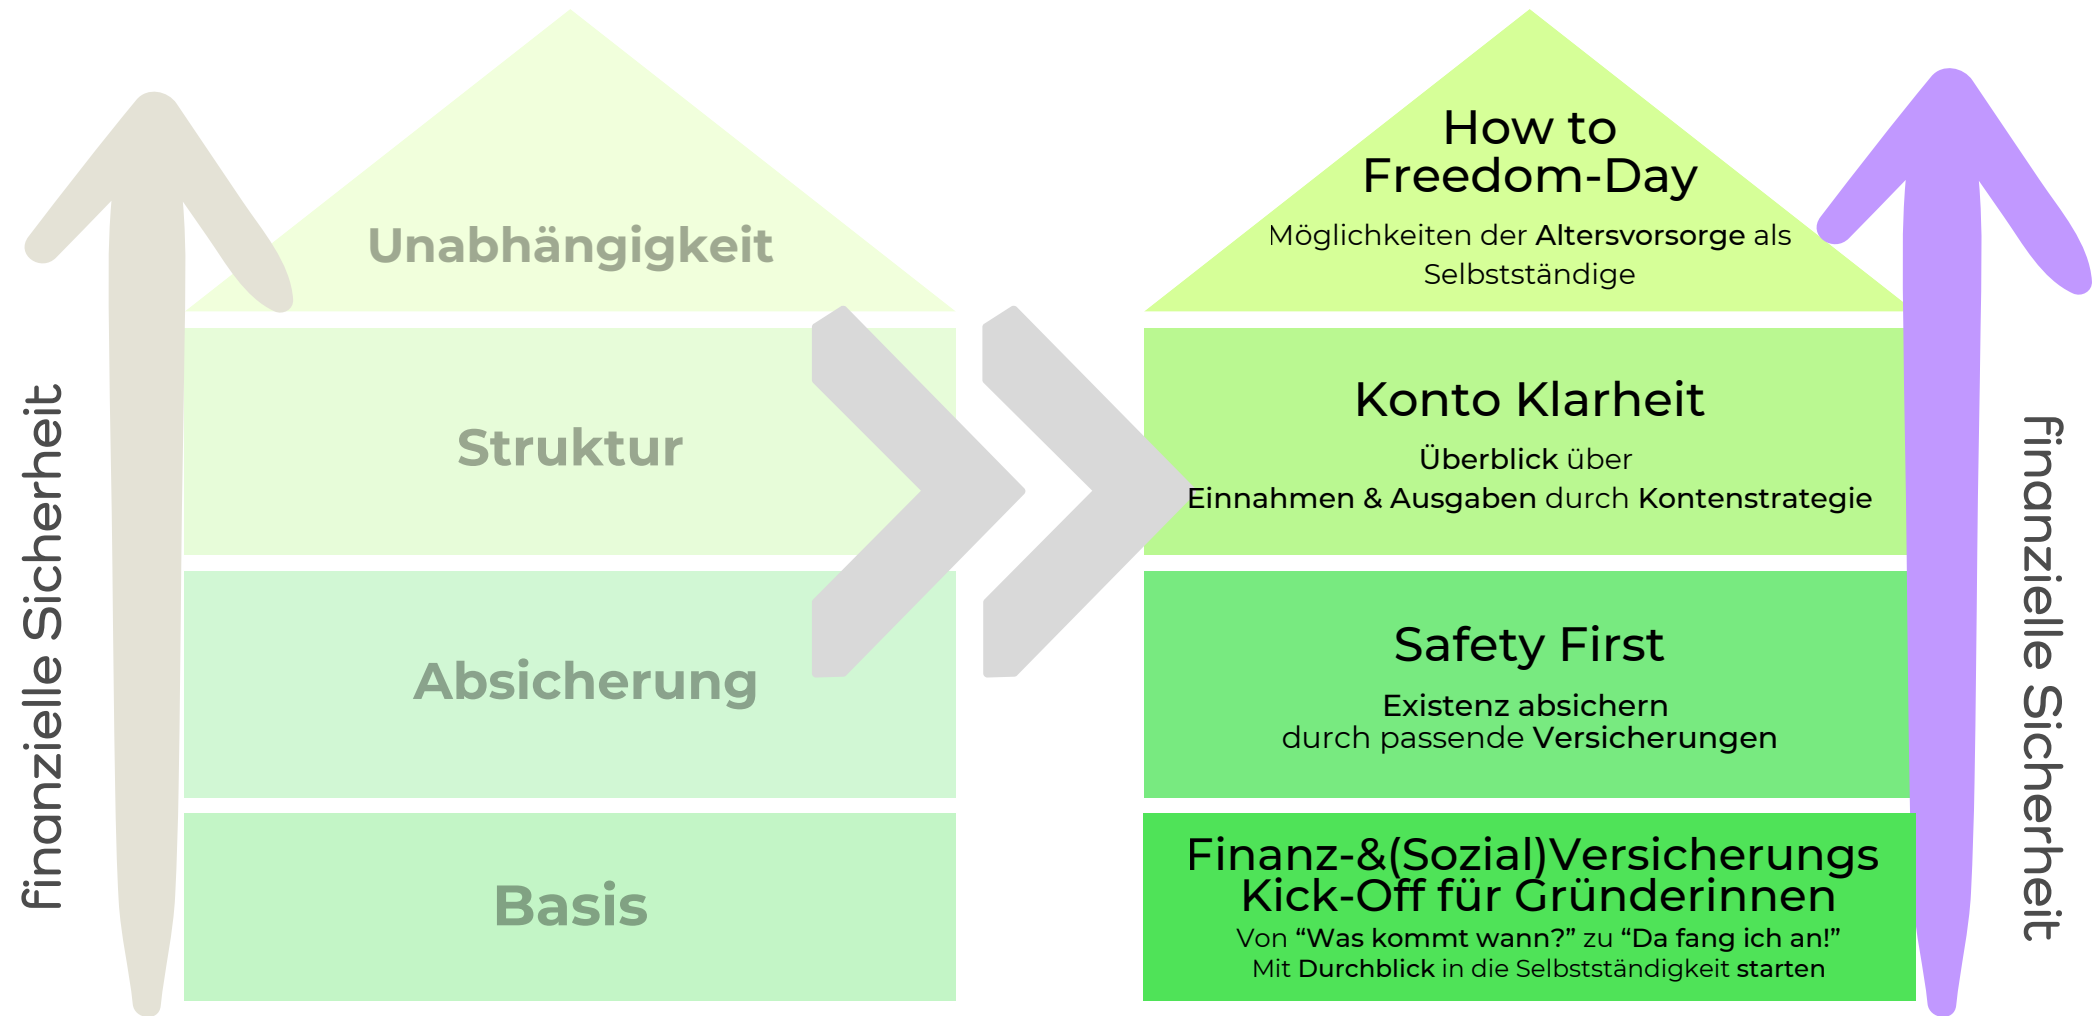 finanzielle Sicherheit
Unabhängigkeit
Struktur
Absicherung
Basis
How to
Freedom-Day
Möglichkeiten der Altersvorsorge als
Selbstständige
Konto Klarheit
Überblick über
Einnahmen & Ausgaben durch Kontenstrategie
Safety First
Existenz absichern
durch passende Versicherungen
Finanz-&(Sozial)Versicherungs
Kick-Off für Gründerinnen
Von “Was kommt wann?” zu “Da fang ich an!”
Mit Durchblick in die Selbstständigkeit starten
finanzielle Sicherheit